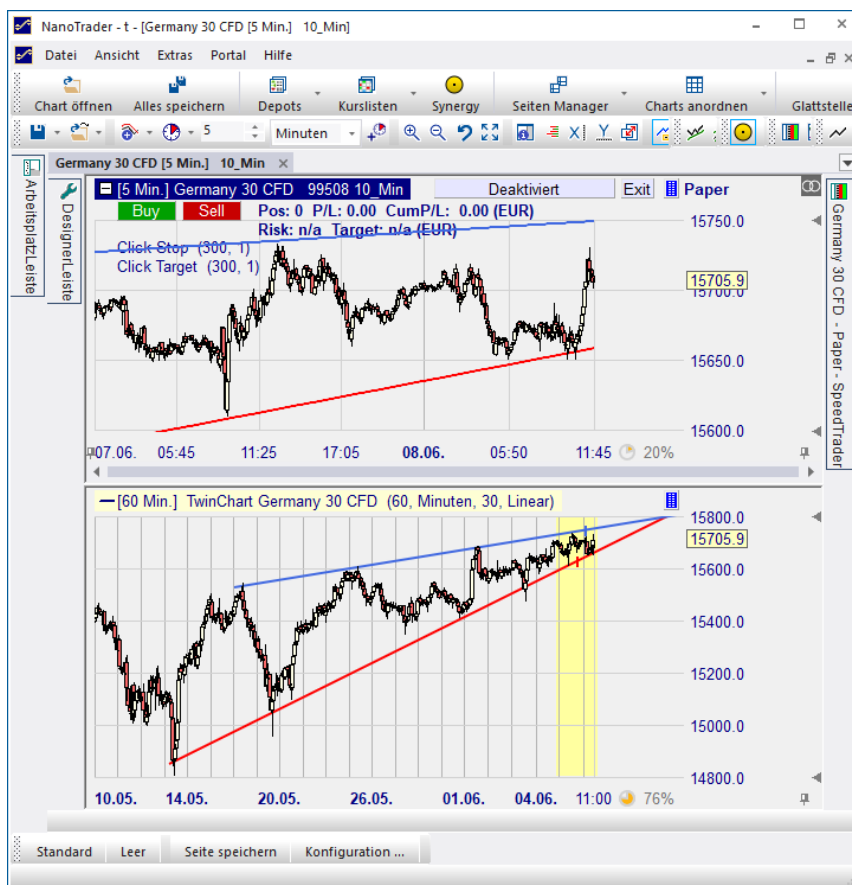 NanoTrader - t - [Germany 30 CFD [5 Min.] 10_Min]
Datei Ansicht Extras Portal Hilfe
Chart öffnen Alles speichern Depots Kurslisten Synergy Seiten Manager Charts anordnen Glattstelle
5 Minuten
Germany 30 CFD [5 Min.] 10_Min
ArbeitsplatzLeiste
DesignerLeiste
[5 Min.] Germany 30 CFD 99508 10_Min Deaktiviert Exit Paper
Buy Sell Pos: 0 P/L: 0.00 CumP/L: 0.00 (EUR)
Risk: n/a Target: n/a (EUR)
Click Stop (300, 1)
Click Target (300, 1)
15750.0
15705.9
15700.0
15650.0
15600.0
07.06. 05:45 11:25 17:05 08.06. 05:50 11:45 20%
Germany 30 CFD - Paper - SpeedTrader
[60 Min.] TwinChart Germany 30 CFD (60, Minuten, 30, Linear)
15800.0
15705.9
15600.0
15400.0
15200.0
15000.0
14800.0
10.05. 14.05. 20.05. 26.05. 01.06. 04.06. 11:00 76%
Standard Leer Seite speichern Konfiguration ...